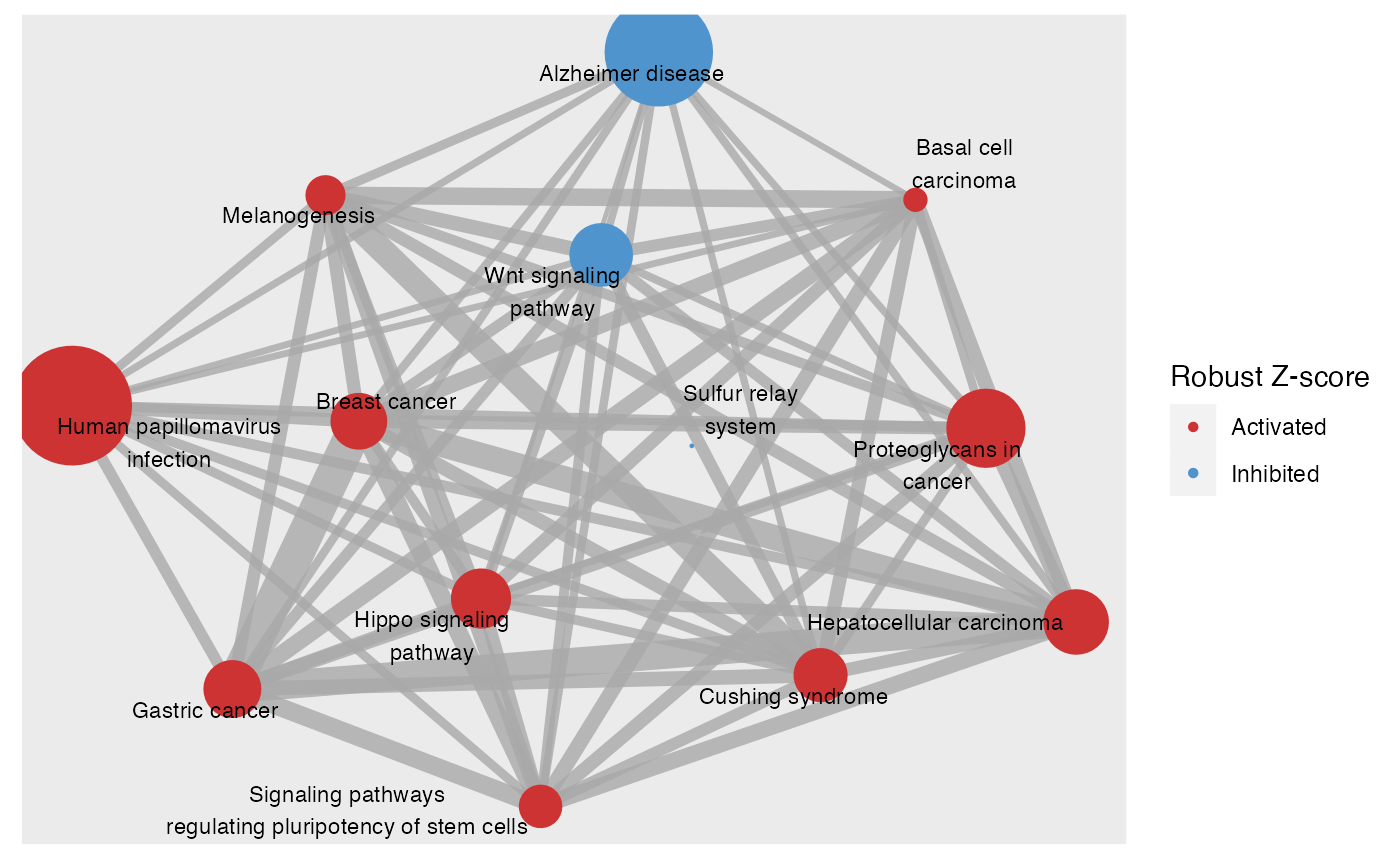 Alzheimer disease
Basal cell
carcinoma
Melanogenesis
Wnt signaling
pathway
Sulfur relay
system
Breast cancer
Human papillomavirus
infection
Proteoglycans in
cancer
Hippo signaling
pathway
Hepatocellular carcinoma
Cushing syndrome
Gastric cancer
Signaling pathways
regulating pluripotency of stem cells
Robust Z-score
Activated
Inhibited